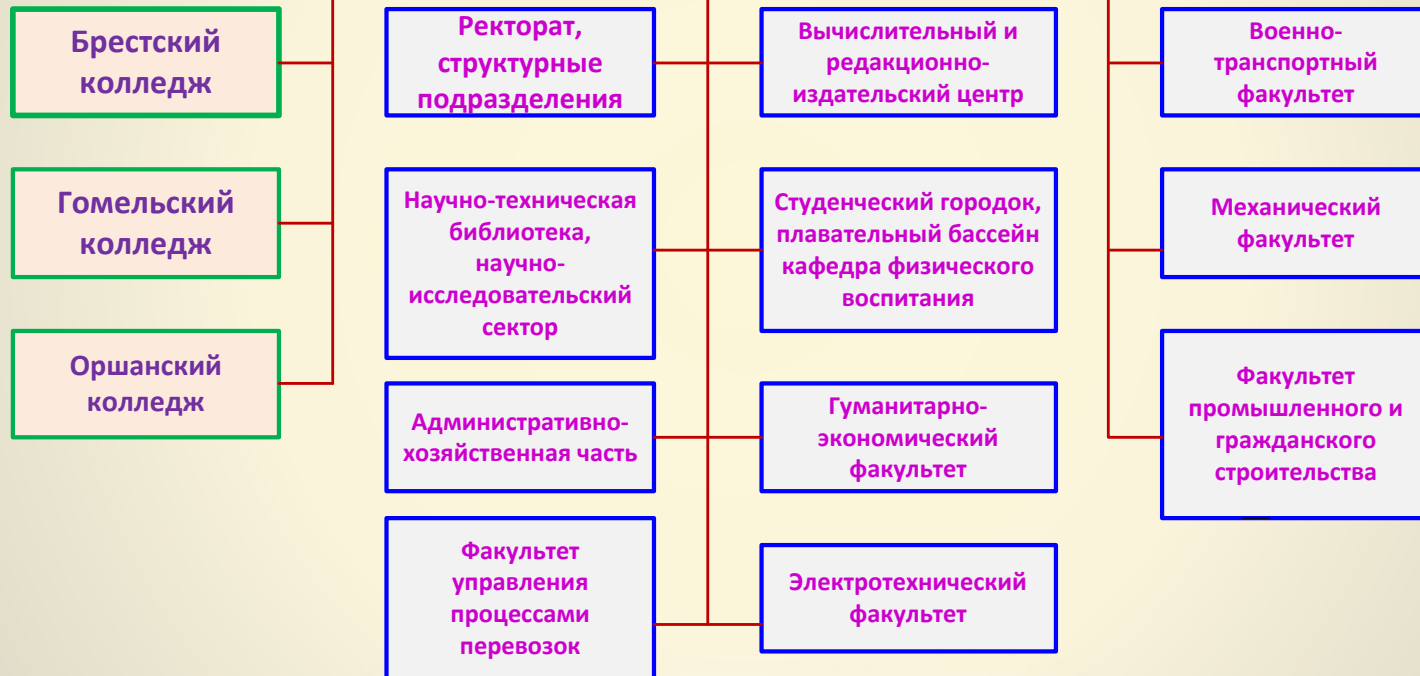 Брестский
колледж
Гомельский
колледж
Оршанский
колледж
Ректорат,
структурные
подразделения
Научно-техническая
библиотека,
научно-
исследовательский
сектор
Административно-
хозяйственная часть
Факультет
управления
процессами
перевозок
Вычислительный и
редакционно-
издательский центр
Студенческий городок,
плавательный бассейн
кафедра физического
воспитания
Гуманитарно-
экономический
факультет
Электротехнический
факультет
Военно-
транспортный
факультет
Механический
факультет
Факультет
промышленного и
гражданского
строительства